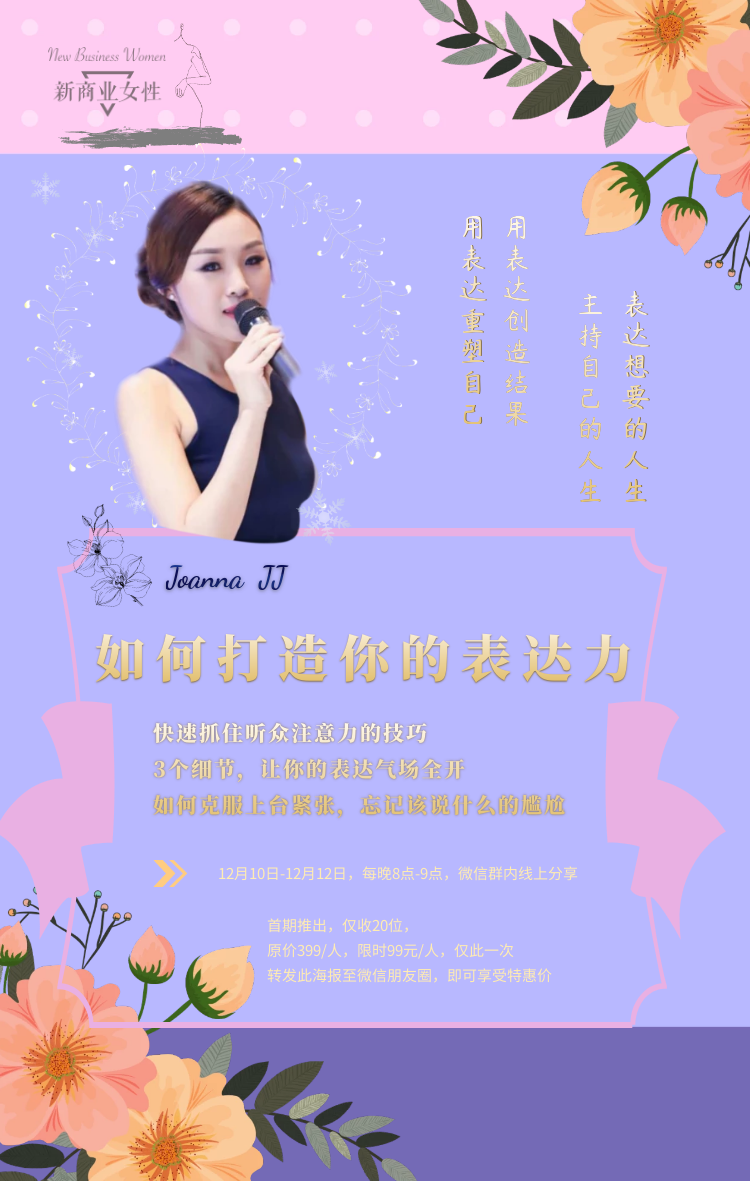 New Business Women
新商业女性
用表达重塑自己
用表达创造结果
主持自己的人生
表达想要的人生
Joanna JJ
如何打造你的表达力
快速抓住听众注意力的技巧
3个细节，让你的表达气场全开
如何克服上台紧张，忘记该说什么的尴尬
12月10日-12月12日，每晚8点-9点，微信群内线上分享
首期推出，仅收20位，
原价399/人，限时99元/人，仅此一次
转发此海报至微信朋友圈，即可享受特惠价